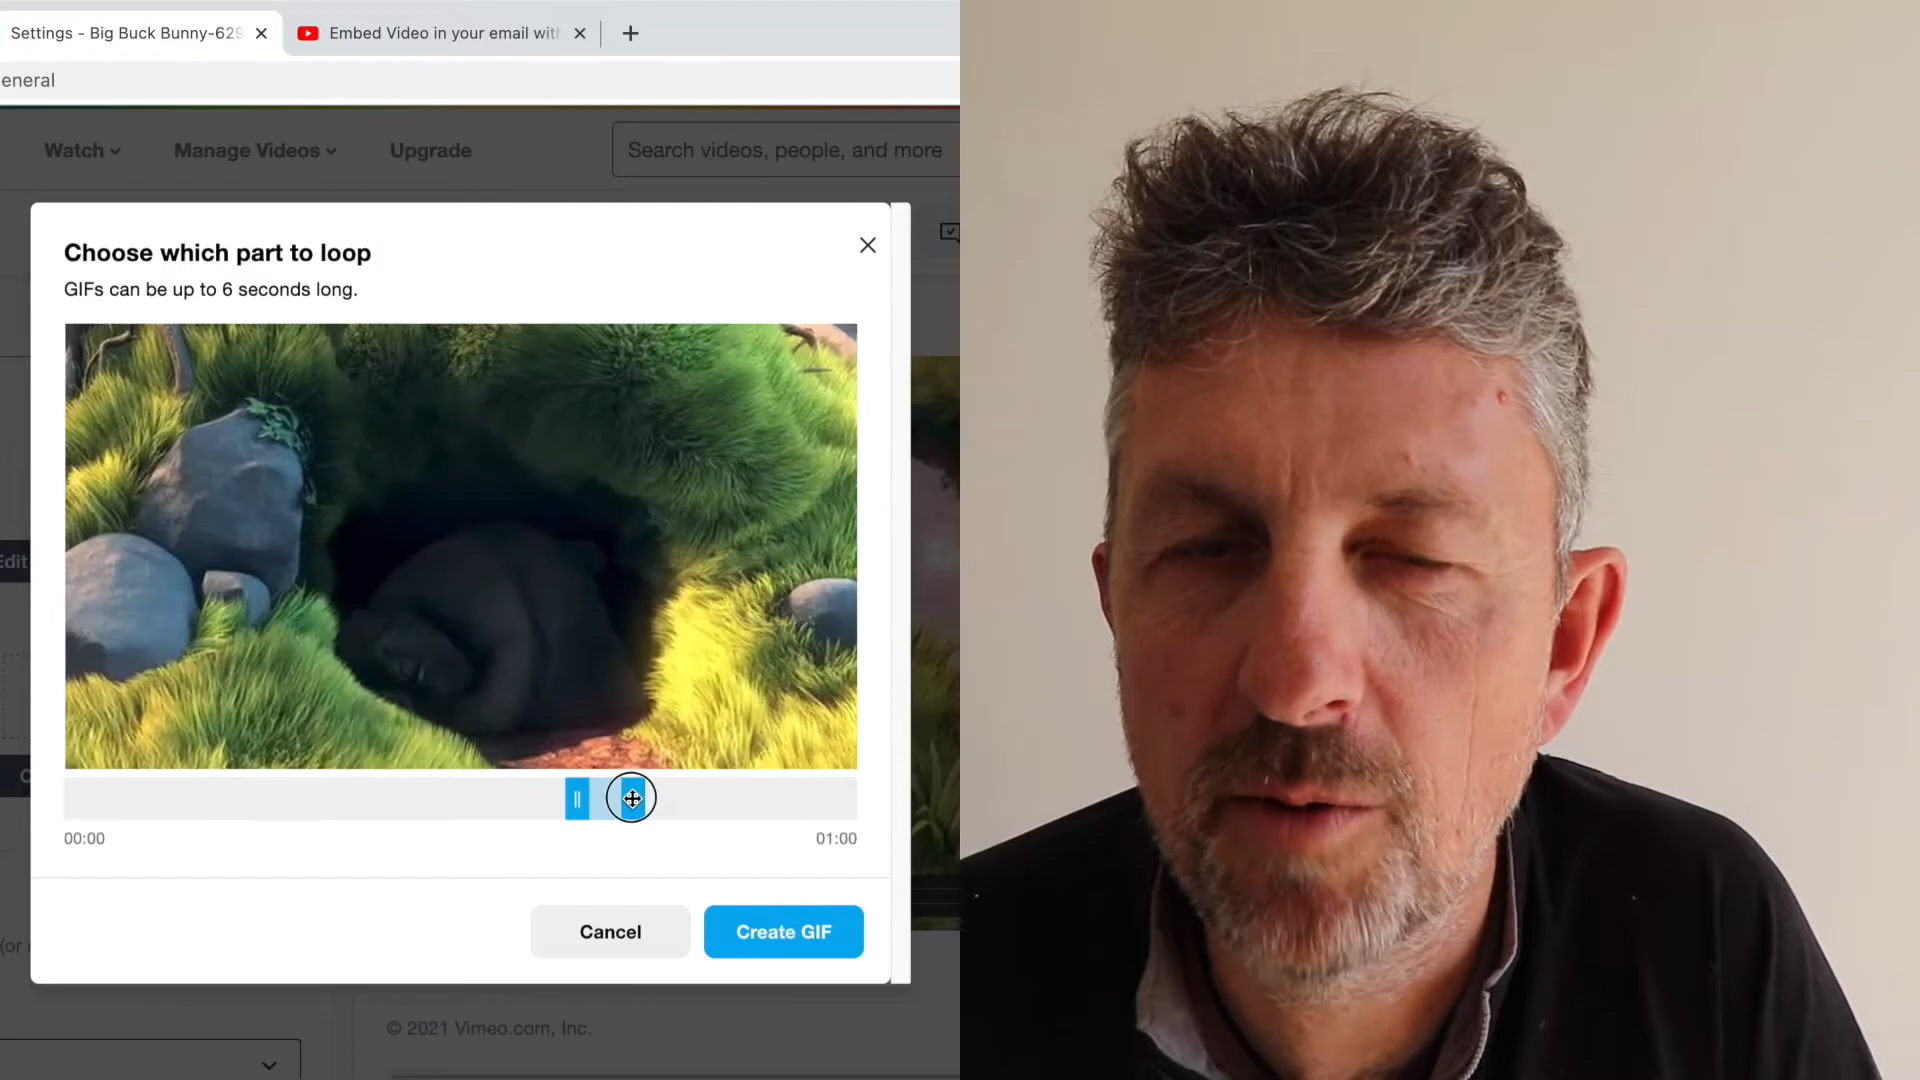 Settings - Big Buck Bunny-629
Embed Video in your email with
eneral
Watch
Manage Videos
Upgrade
Search videos, people, and more
Choose which part to loop
GIFs can be up to 6 seconds long.
Edit
00:00
01:00
Cancel
Create GIF
(or
© 2021 Vimeo.com, Inc.